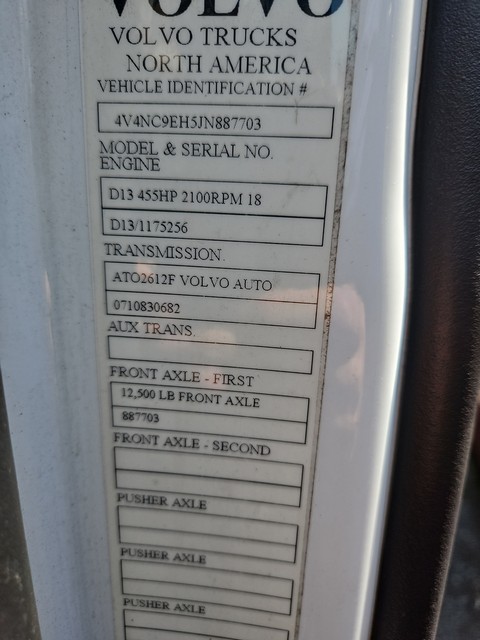 VOLVO
VOLVO TRUCKS
NORTH AMERICA
VEHICLE IDENTIFICATION #
4V4NC9EH5JN887703
MODEL & SERIAL NO.
ENGINE
D13 455HP 2100RPM 18
D13/1175256
TRANSMISSION
ATO2612F VOLVO AUTO
0710830682
AUX TRANS.
FRONT AXLE - FIRST
12,500 LB FRONT AXLE
887703
FRONT AXLE - SECOND
PUSHER AXLE
PUSHER AXLE
PUSHER AXLE